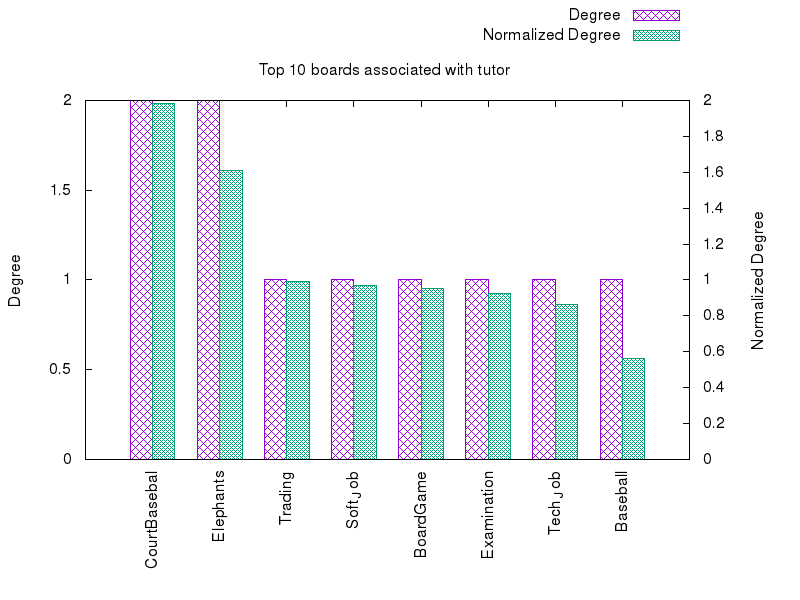 Degree
Normalized Degree
Top 10 boards associated with tutor
2
1.5
1
0.5
0
2
1.8
1.6
1.4
1.2
1
0.8
0.6
0.4
0.2
0
Degree
Normalized Degree
CourtBasebal
Elephants
Trading
SoftJob
BoardGame
Examination
TechJob
Baseball